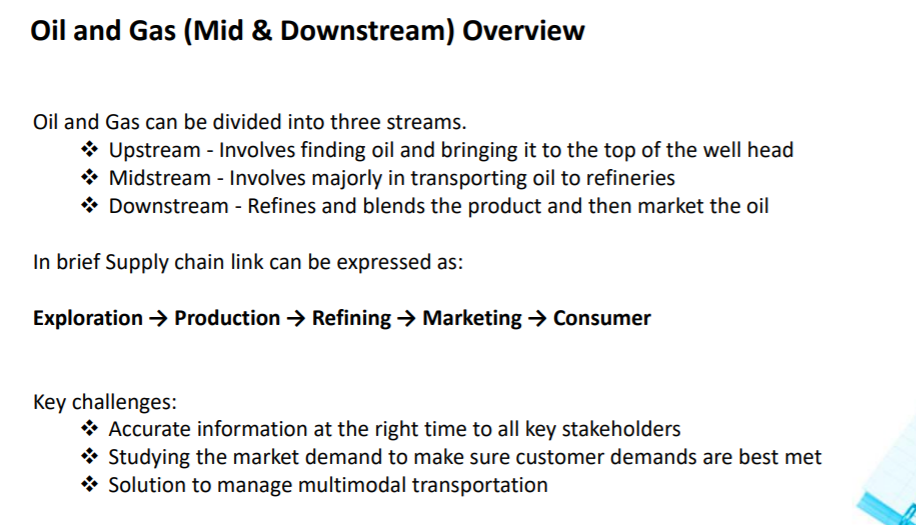 Oil and Gas (Mid & Downstream) Overview
Oil and Gas can be divided into three streams.
❖ Upstream - Involves finding oil and bringing it to the top of the well head
❖ Midstream - Involves majorly in transporting oil to refineries
❖ Downstream - Refines and blends the product and then market the oil
In brief Supply chain link can be expressed as:
Exploration → Production → Refining → Marketing → Consumer
Key challenges:
❖ Accurate information at the right time to all key stakeholders
❖ Studying the market demand to make sure customer demands are best met
❖ Solution to manage multimodal transportation